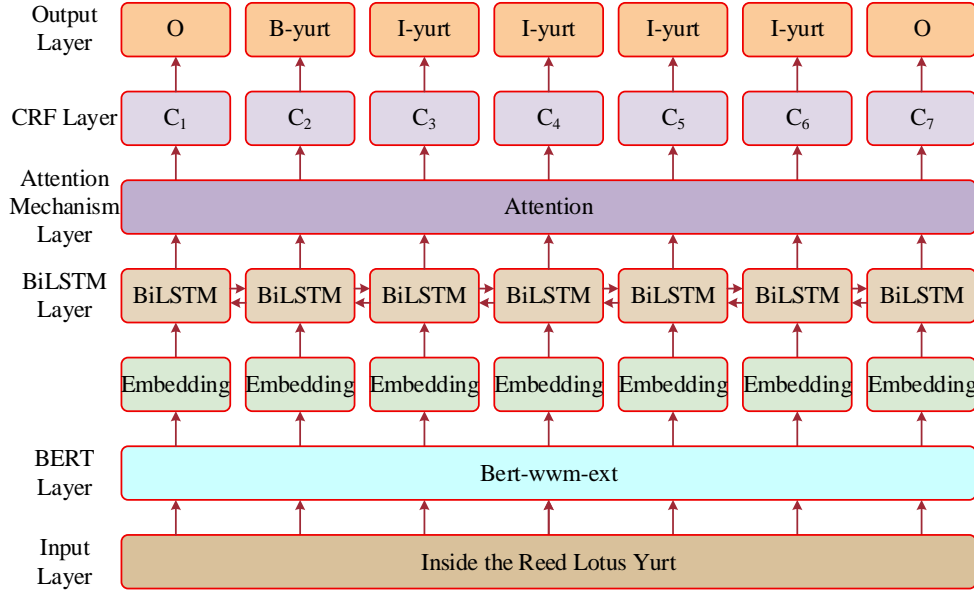 Output
Layer
O B-yurt I-yurt I-yurt I-yurt I-yurt O
CRF Layer
C1 C2 C3 C4 C5 C6 C7
Attention
Mechanism
Layer
Attention
BiLSTM
Layer
BiLSTM BiLSTM BiLSTM BiLSTM BiLSTM BiLSTM BiLSTM
Embedding Embedding Embedding Embedding Embedding Embedding Embedding
BERT
Layer
Bert-wwm-ext
Input
Layer
Inside the Reed Lotus Yurt